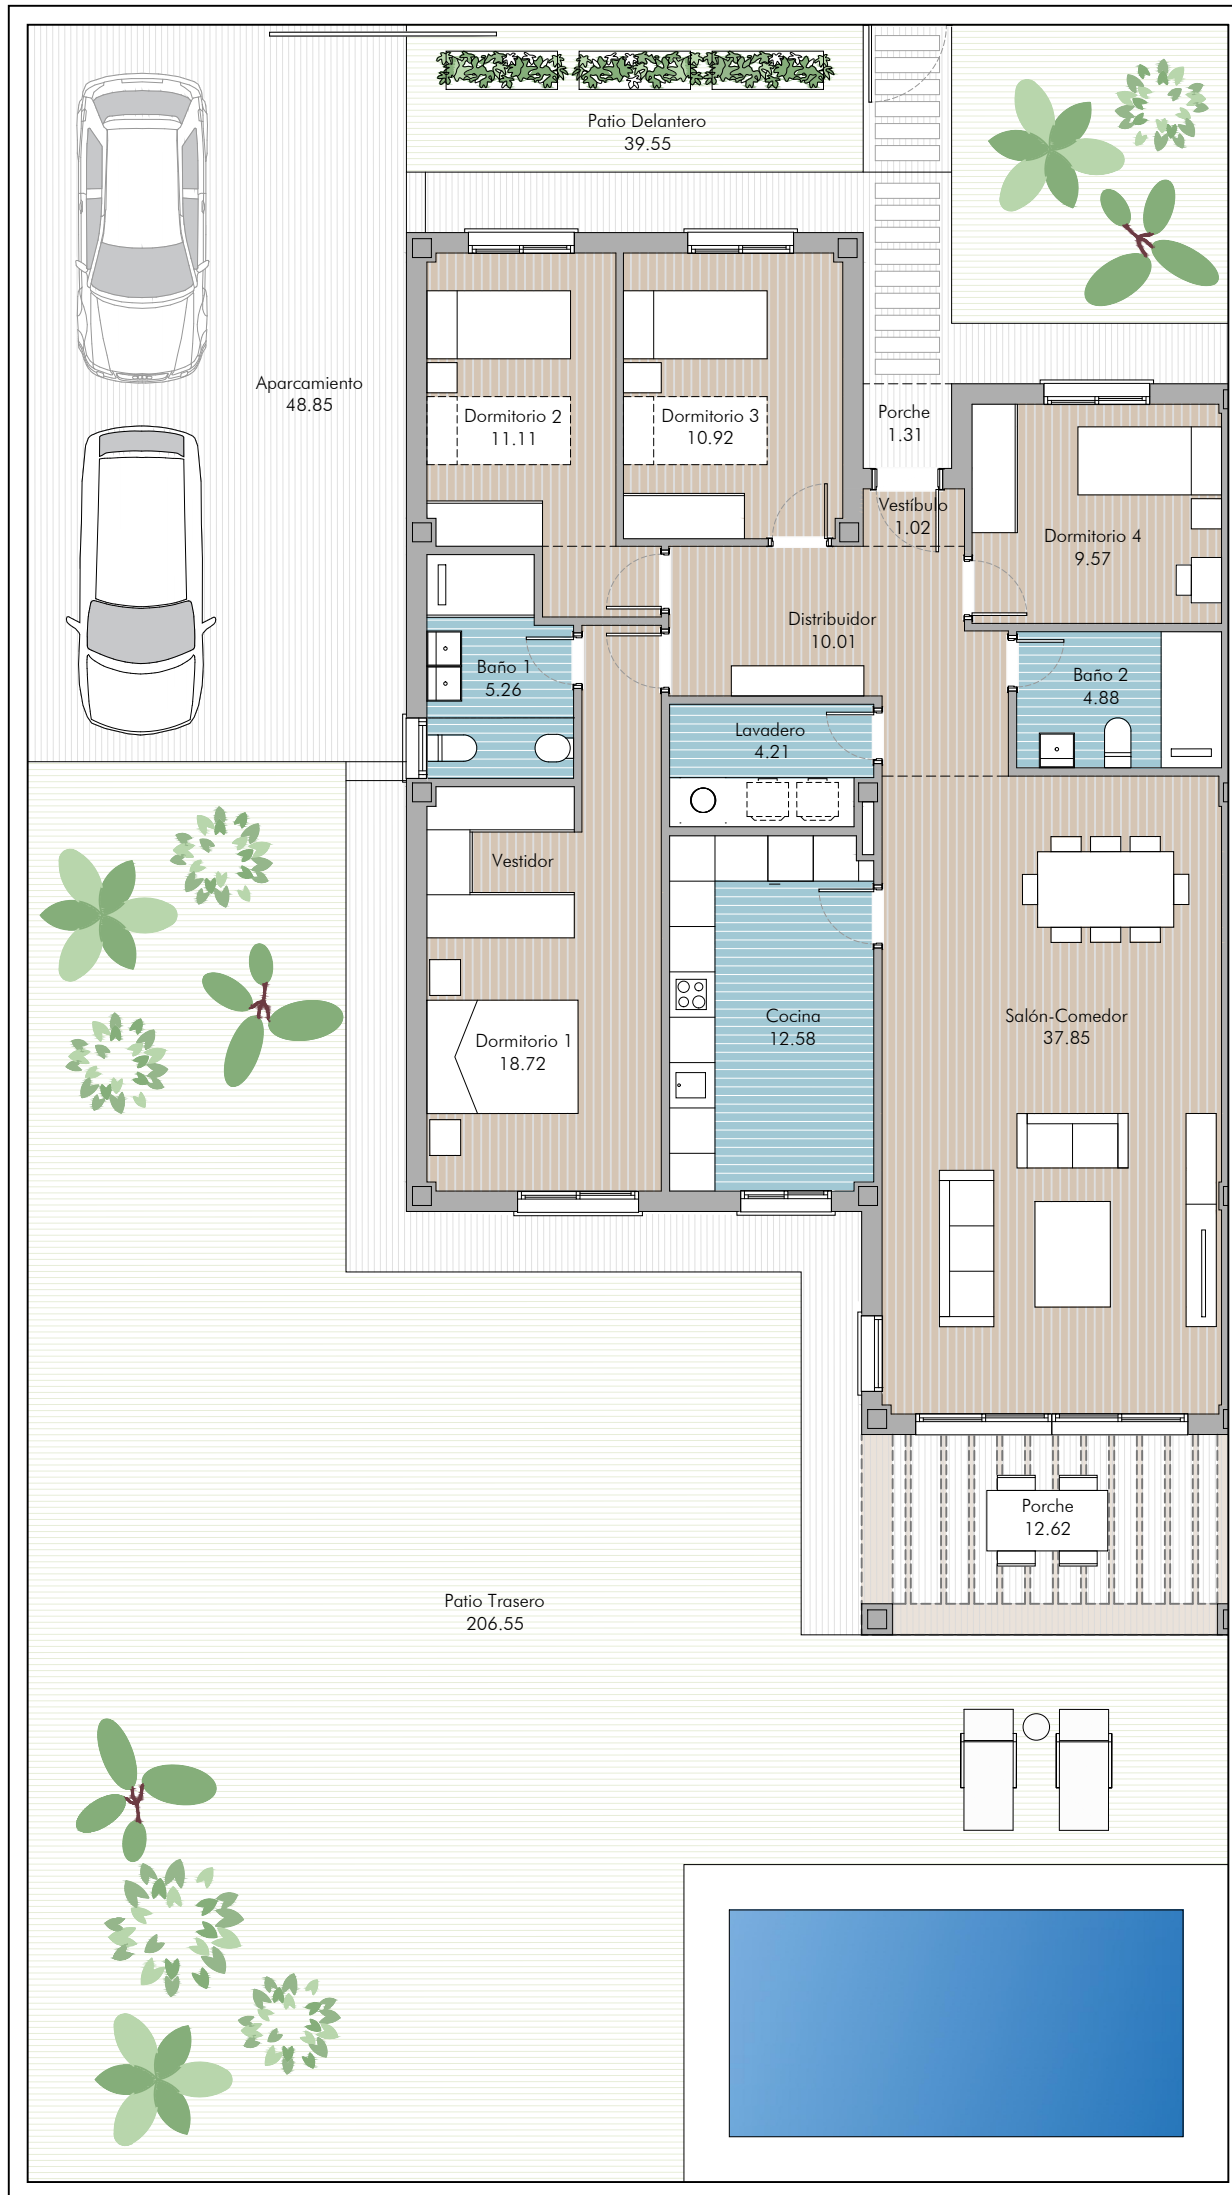 Patio Delantero
39.55
Aparcamiento
48.85
Dormitorio 2
11.11
Dormitorio 3
10.92
Porche
1.31
Vestíbulo
1.02
Dormitorio 4
9.57
Distribuidor
10.01
Baño 1
5.26
Baño 2
4.88
Lavadero
4.21
Vestidor
Dormitorio 1
18.72
Cocina
12.58
Salón-Comedor
37.85
Porche
12.62
Patio Trasero
206.55